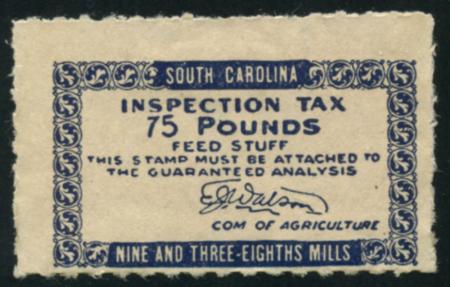 SOUTH CAROLINA
INSPECTION TAX
75 POUNDS
FEED STUFF
THIS STAMP MUST BE ATTACHED TO
THE GUARANTEED ANALYSIS
E J Watson
COM OF AGRICULTURE
NINE AND THREE-EIGHTHS MILLS